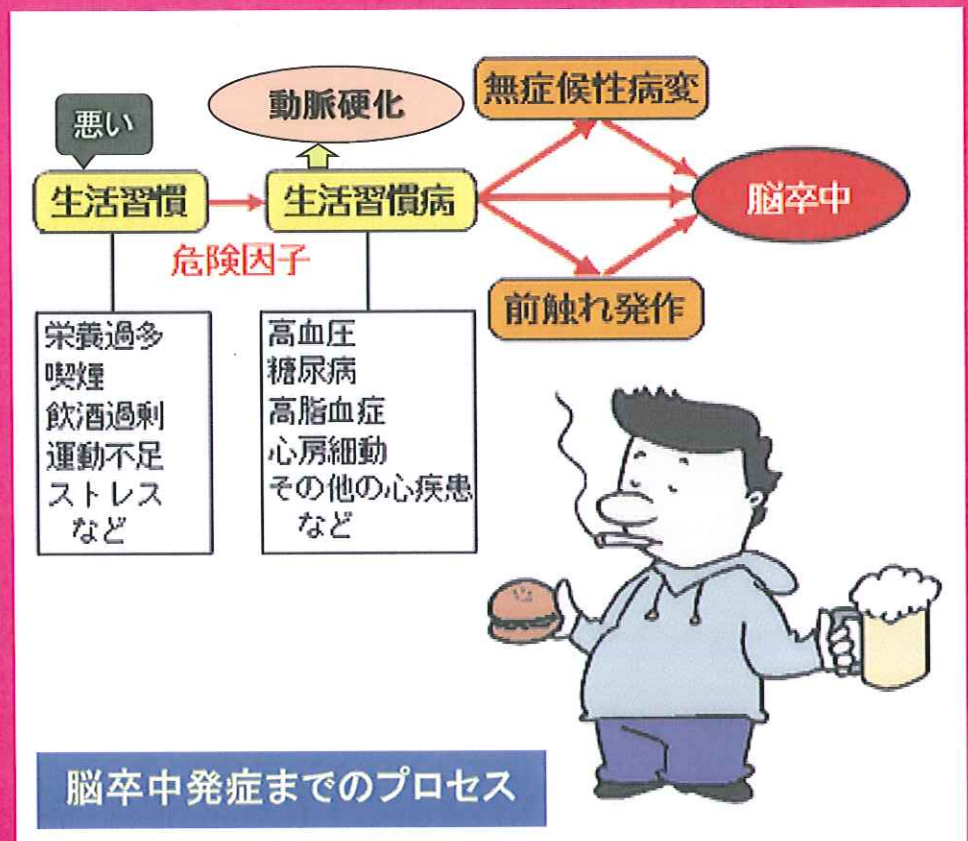 悪い
動脈硬化
無症候性病変
生活習慣
生活習慣病
脳卒中
危険因子
前触れ発作
栄養過多
喫煙
飲酒過剰
運動不足
ストレス
など
高血圧
糖尿病
高脂血症
心房細動
その他の心疾患
など
脳卒中発症までのプロセス